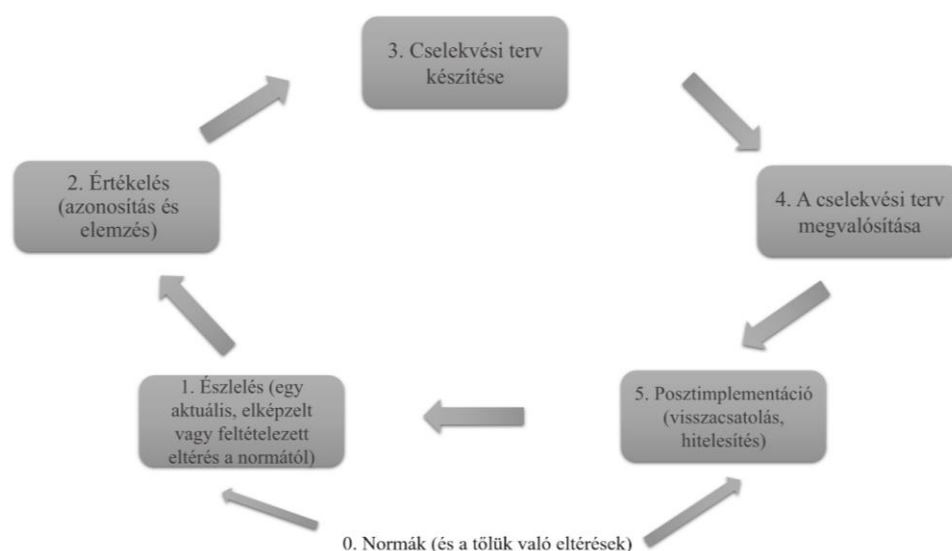 3. Cselekvési terv
készítése
2. Értékelés
(azonosítás és
elemzés)
4. A cselekvési terv
megvalósítása
1. Észlelés (egy
aktuális, elképzelt
vagy feltételezett
eltérés a normától)
5. Posztimplementáció
(visszacsatolás,
hitelesítés)
0. Normák (és a tőlük való eltérések)